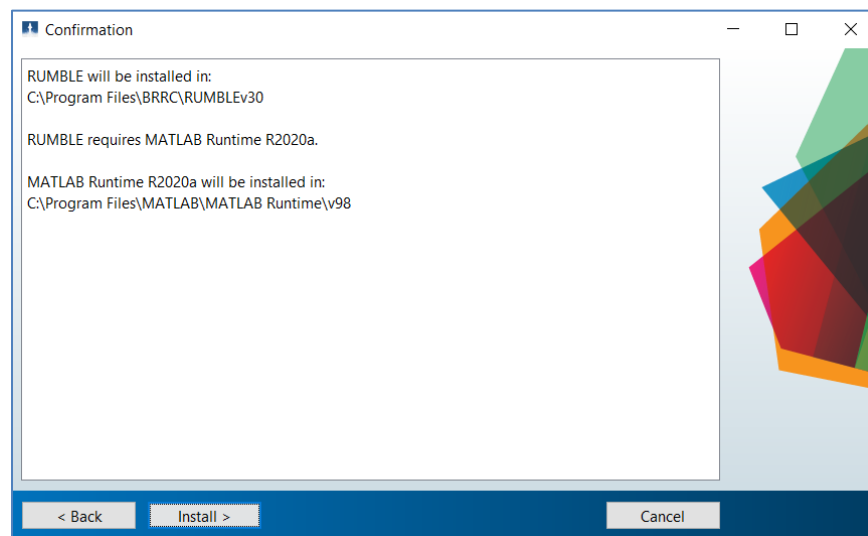 Confirmation
RUMBLE will be installed in:
C:\Program Files\BRRC\RUMBLEv30
RUMBLE requires MATLAB Runtime R2020a.
MATLAB Runtime R2020a will be installed in:
C:\Program Files\MATLAB\MATLAB Runtime\v98
< Back
Install >
Cancel